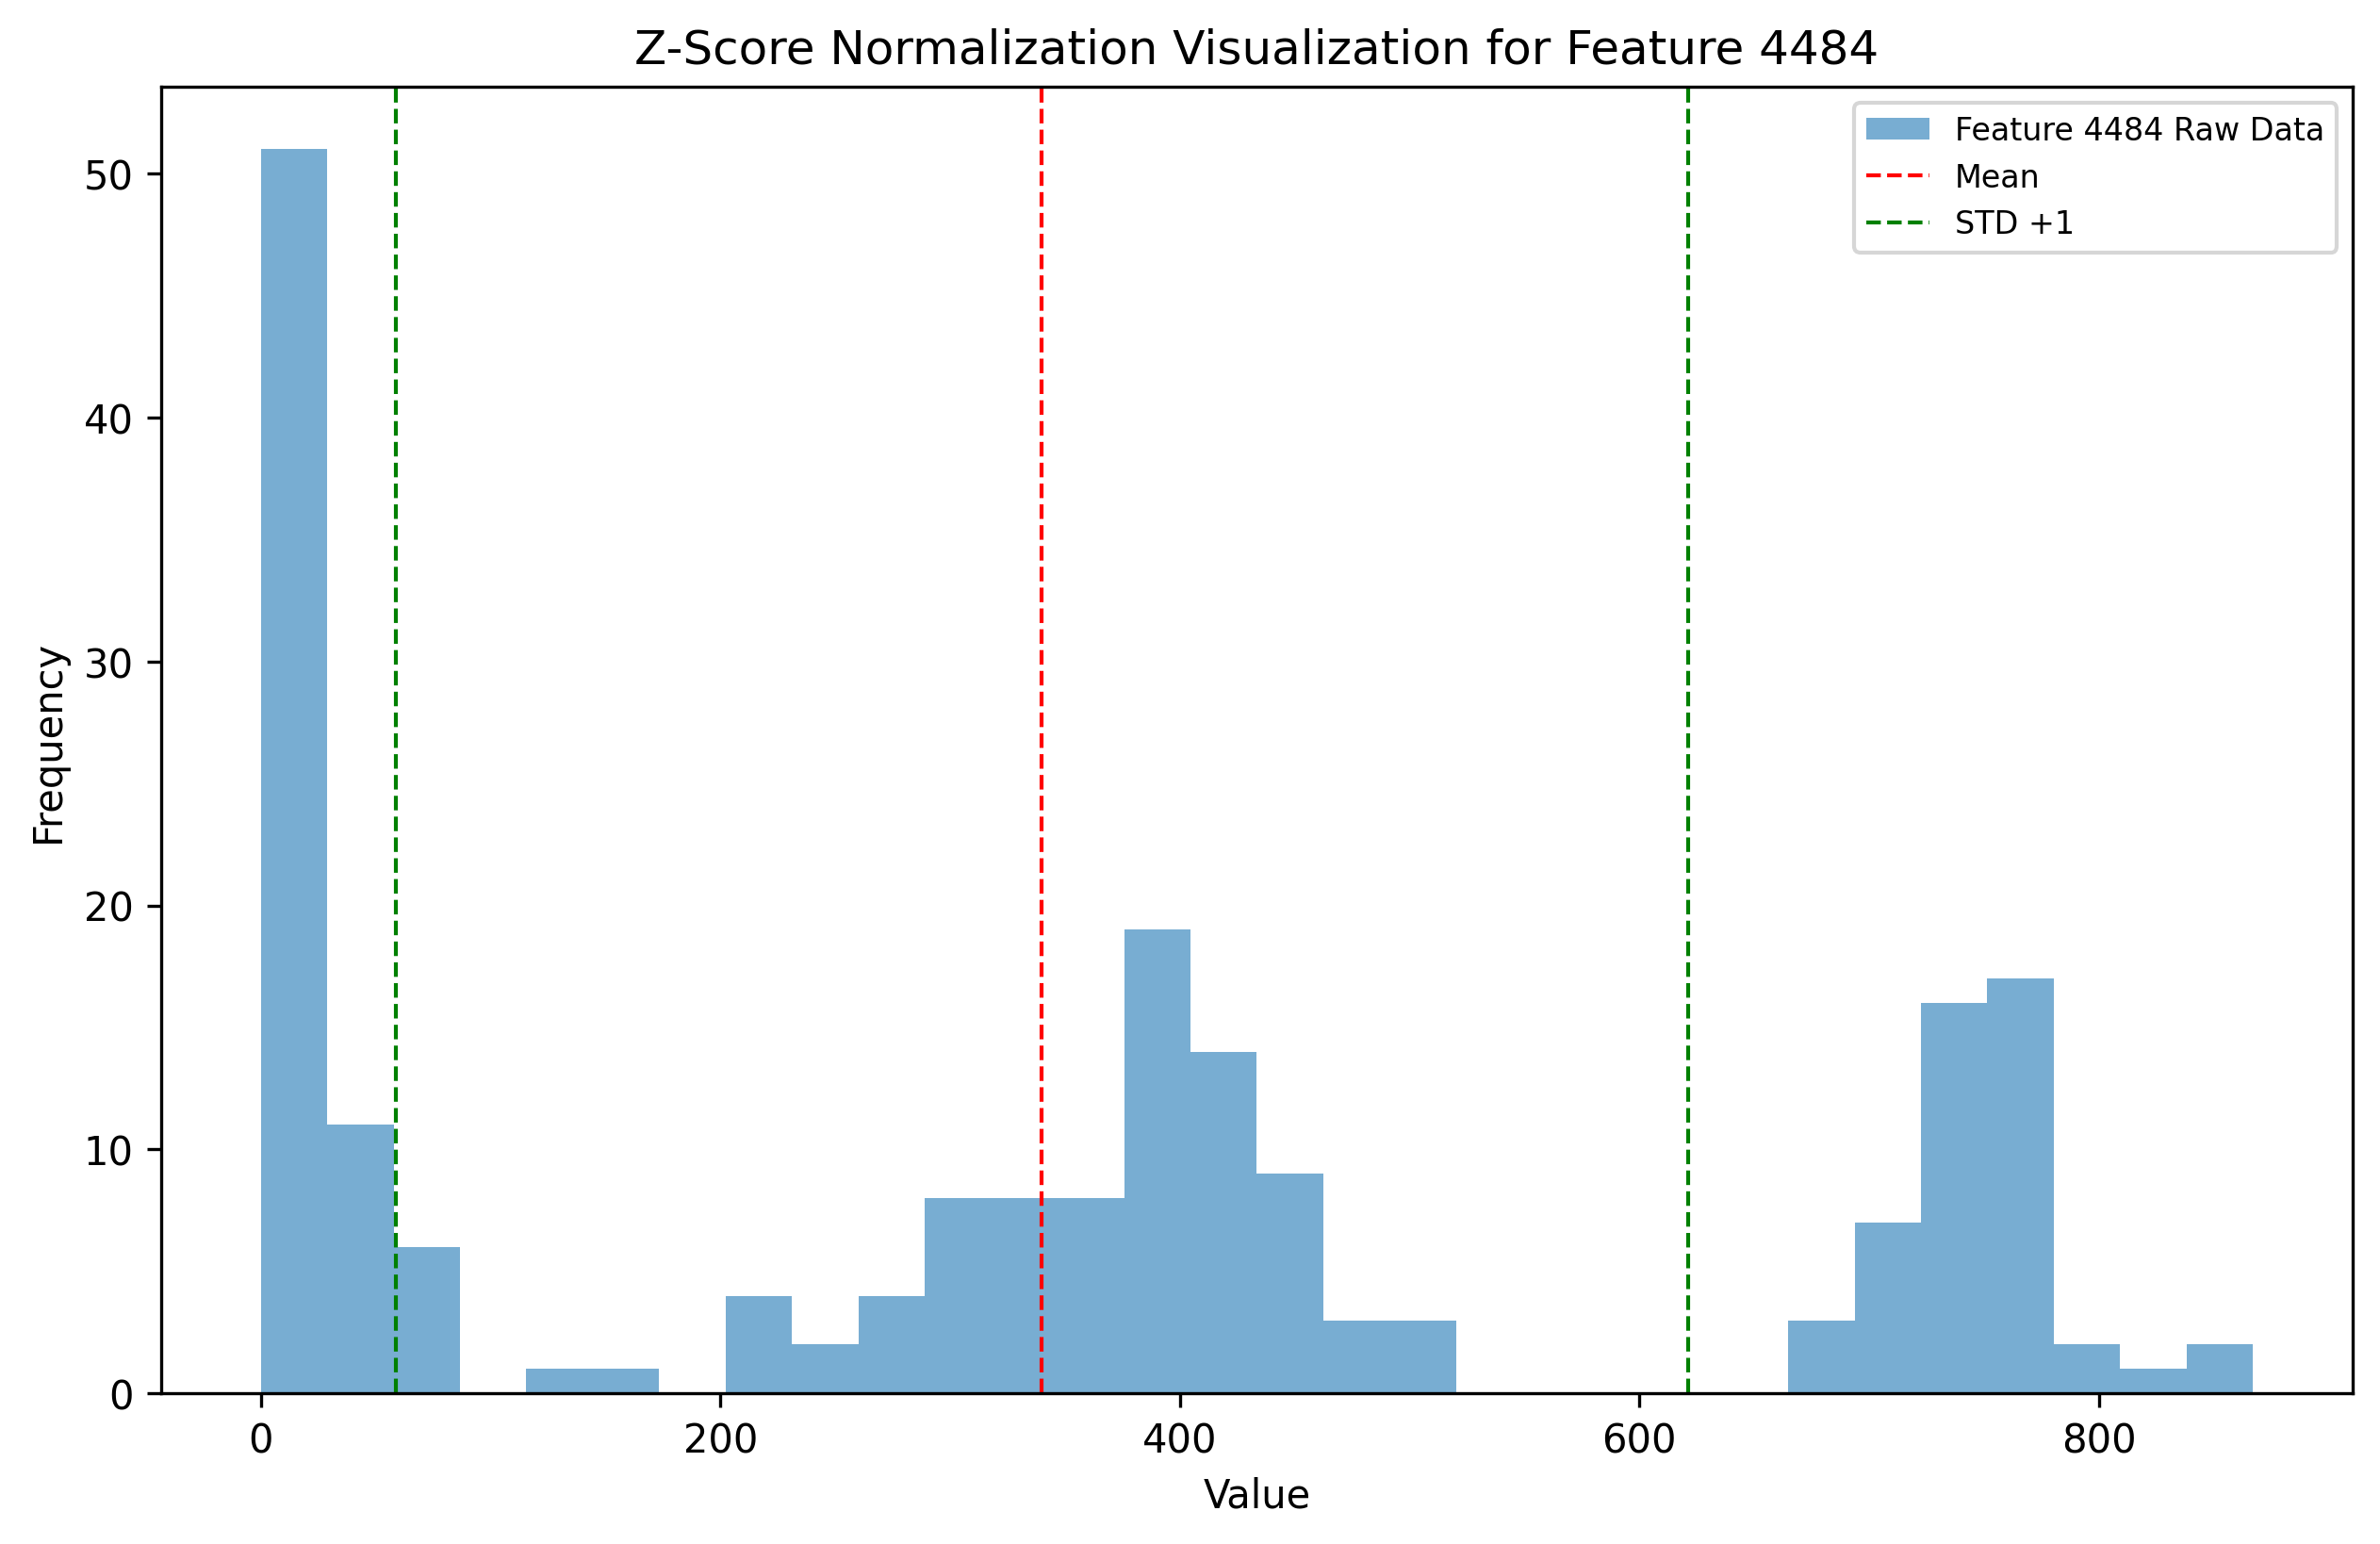 Z-Score Normalization Visualization for Feature 4484
Feature 4484 Raw Data
Mean
STD +1
50
40
30
20
10
0
Frequency
0 200 400 600 800
Value